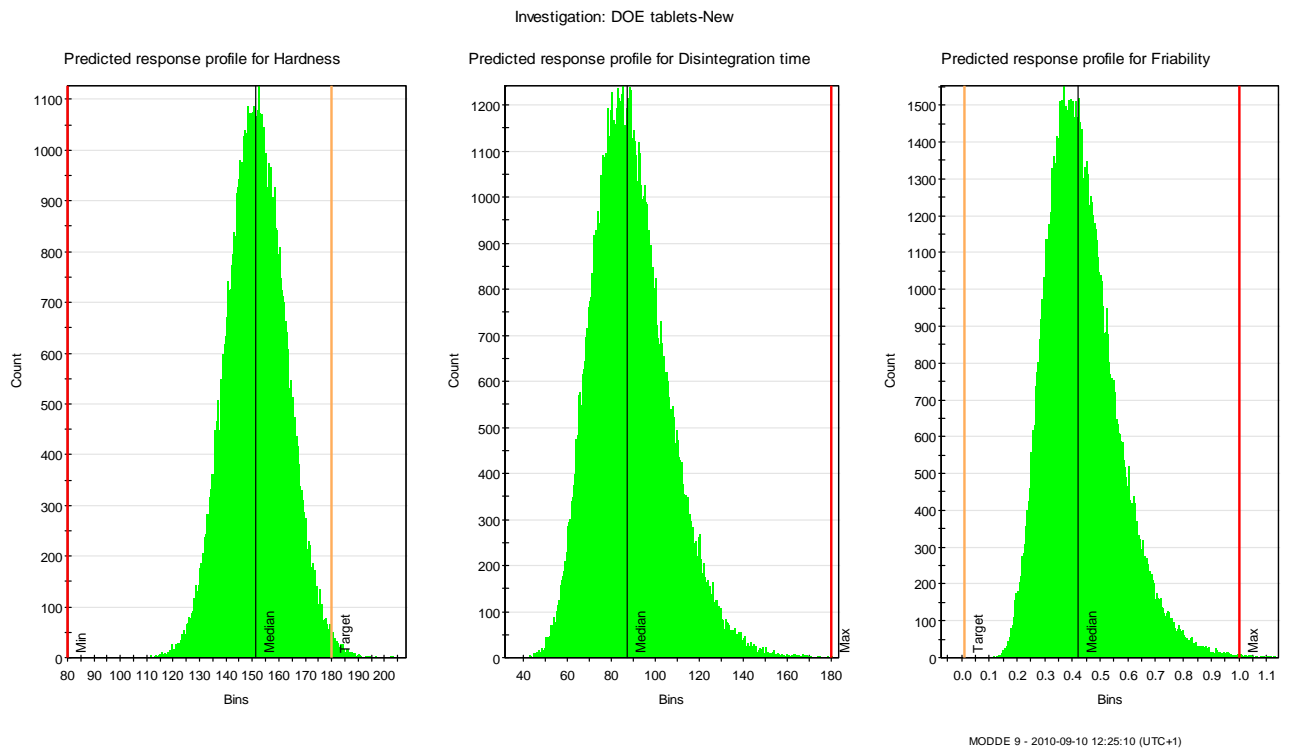 Investigation: DOE tablets-New
Predicted response profile for Hardness
1100
1000
900
800
700
600
500
400
300
200
100
0
Count
Min
Median
Target
80 90 100 110 120 130 140 150 160 170 180 190 200
Bins
Predicted response profile for Disintegration time
1200
1100
1000
900
800
700
600
500
400
300
200
100
0
Count
Median
Max
40 60 80 100 120 140 160 180
Bins
Predicted response profile for Friability
1500
1400
1300
1200
1100
1000
900
800
700
600
500
400
300
200
100
0
Count
Target
Median
Max
0.0 0.1 0.2 0.3 0.4 0.5 0.6 0.7 0.8 0.9 1.0 1.1
Bins
MODDE 9 - 2010-09-10 12:25:10 (UTC+1)